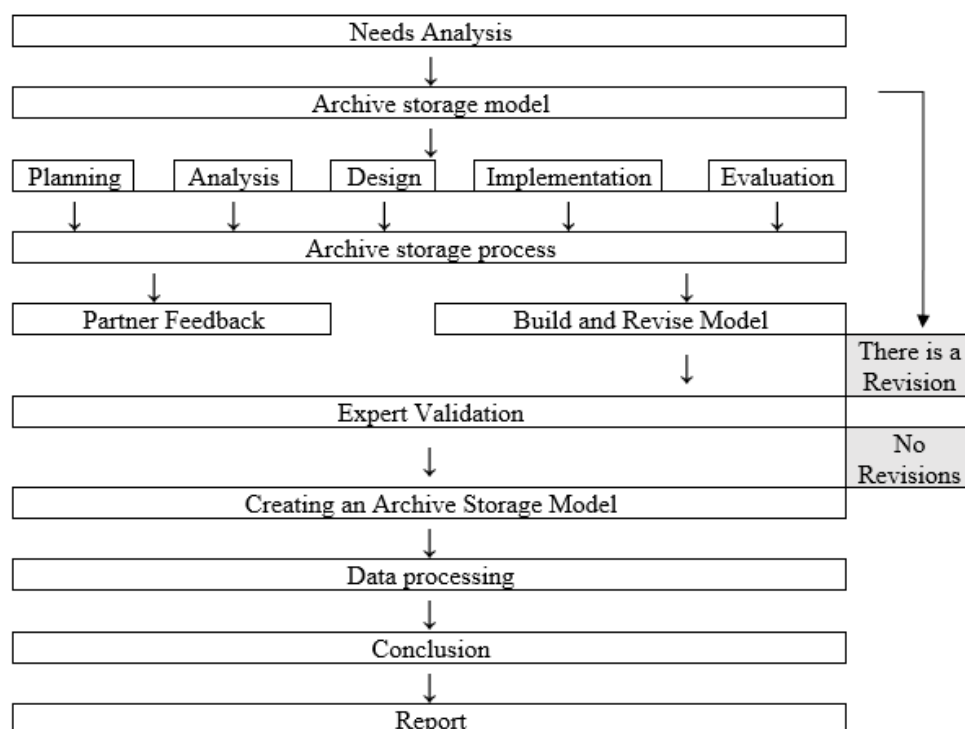 Needs Analysis
Archive storage model
Planning
Analysis
Design
Implementation
Evaluation
Archive storage process
Partner Feedback
Build and Revise Model
There is a
Revision
Expert Validation
No
Revisions
Creating an Archive Storage Model
Data processing
Conclusion
Report